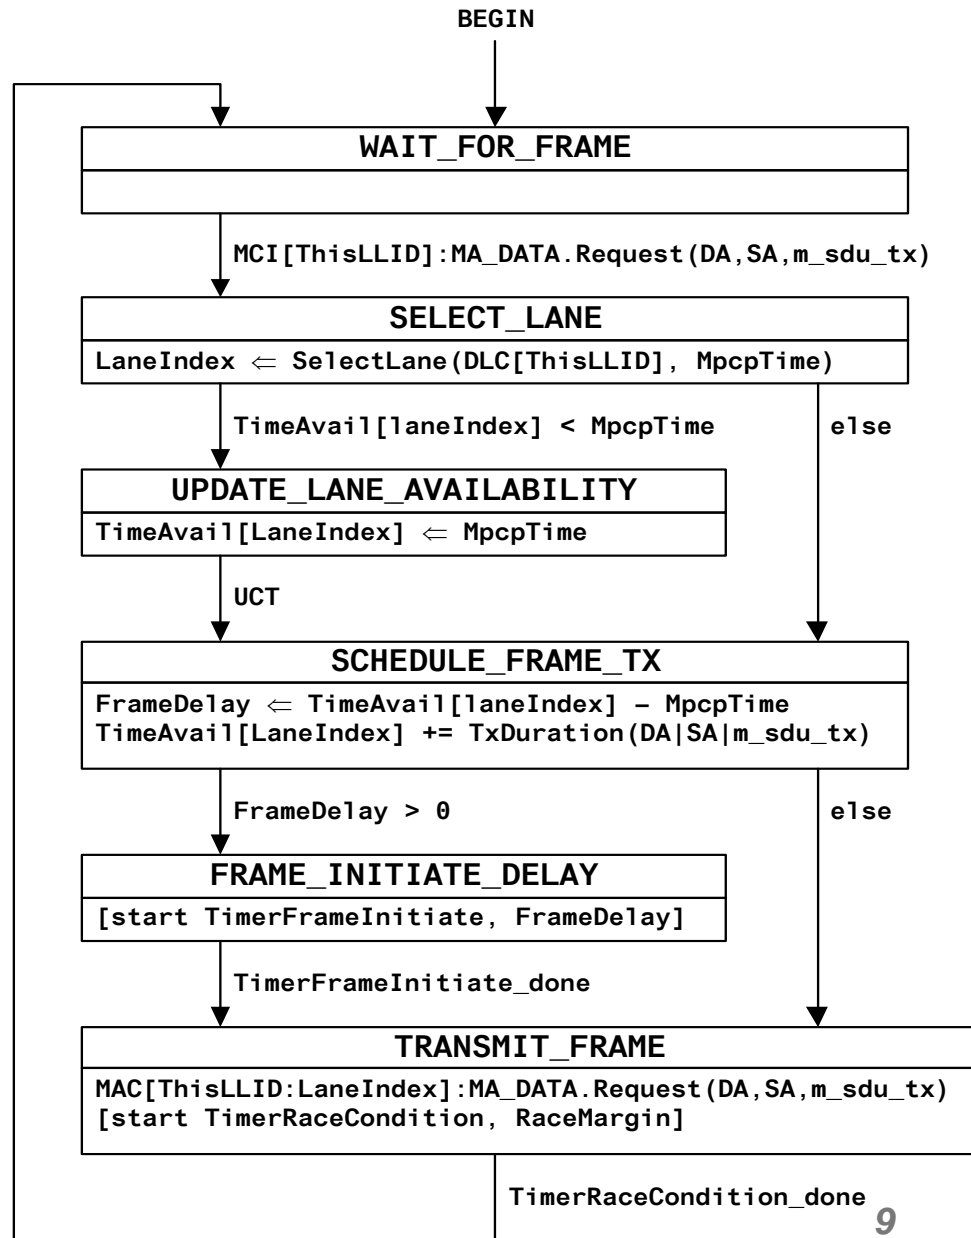 BEGIN
WAIT_FOR_FRAME
MCI[ThisLLID]:MA_DATA.Request(DA,SA,m_sdu_tx)
SELECT_LANE
LaneIndex ⇐ SelectLane(DLC[ThisLLID], MpcpTime)
TimeAvail[laneIndex] < MpcpTime
else
UPDATE_LANE_AVAILABILITY
TimeAvail[LaneIndex] ⇐ MpcpTime
UCT
SCHEDULE_FRAME_TX
FrameDelay ⇐ TimeAvail[laneIndex] – MpcpTime
TimeAvail[LaneIndex] += TxDuration(DA|SA|m_sdu_tx)
FrameDelay > 0
else
FRAME_INITIATE_DELAY
[start TimerFrameInitiate, FrameDelay]
TimerFrameInitiate_done
TRANSMIT_FRAME
MAC[ThisLLID:LaneIndex]:MA_DATA.Request(DA,SA,m_sdu_tx)
[start TimerRaceCondition, RaceMargin]
TimerRaceCondition_done
9